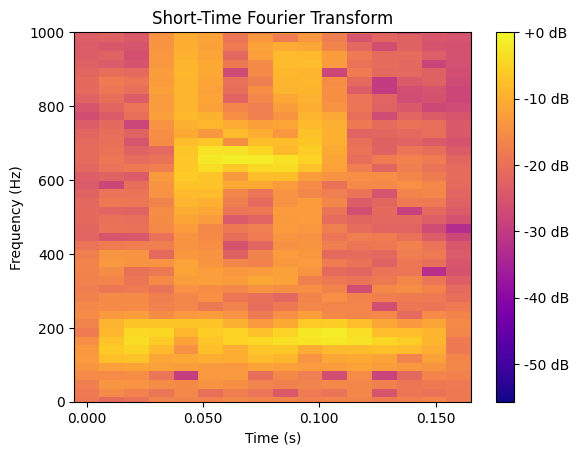 Short-Time Fourier Transform
1000
800
600
400
200
0
Frequency (Hz)
0.000
0.050
0.100
0.150
Time (s)
+0 dB
-10 dB
-20 dB
-30 dB
-40 dB
-50 dB